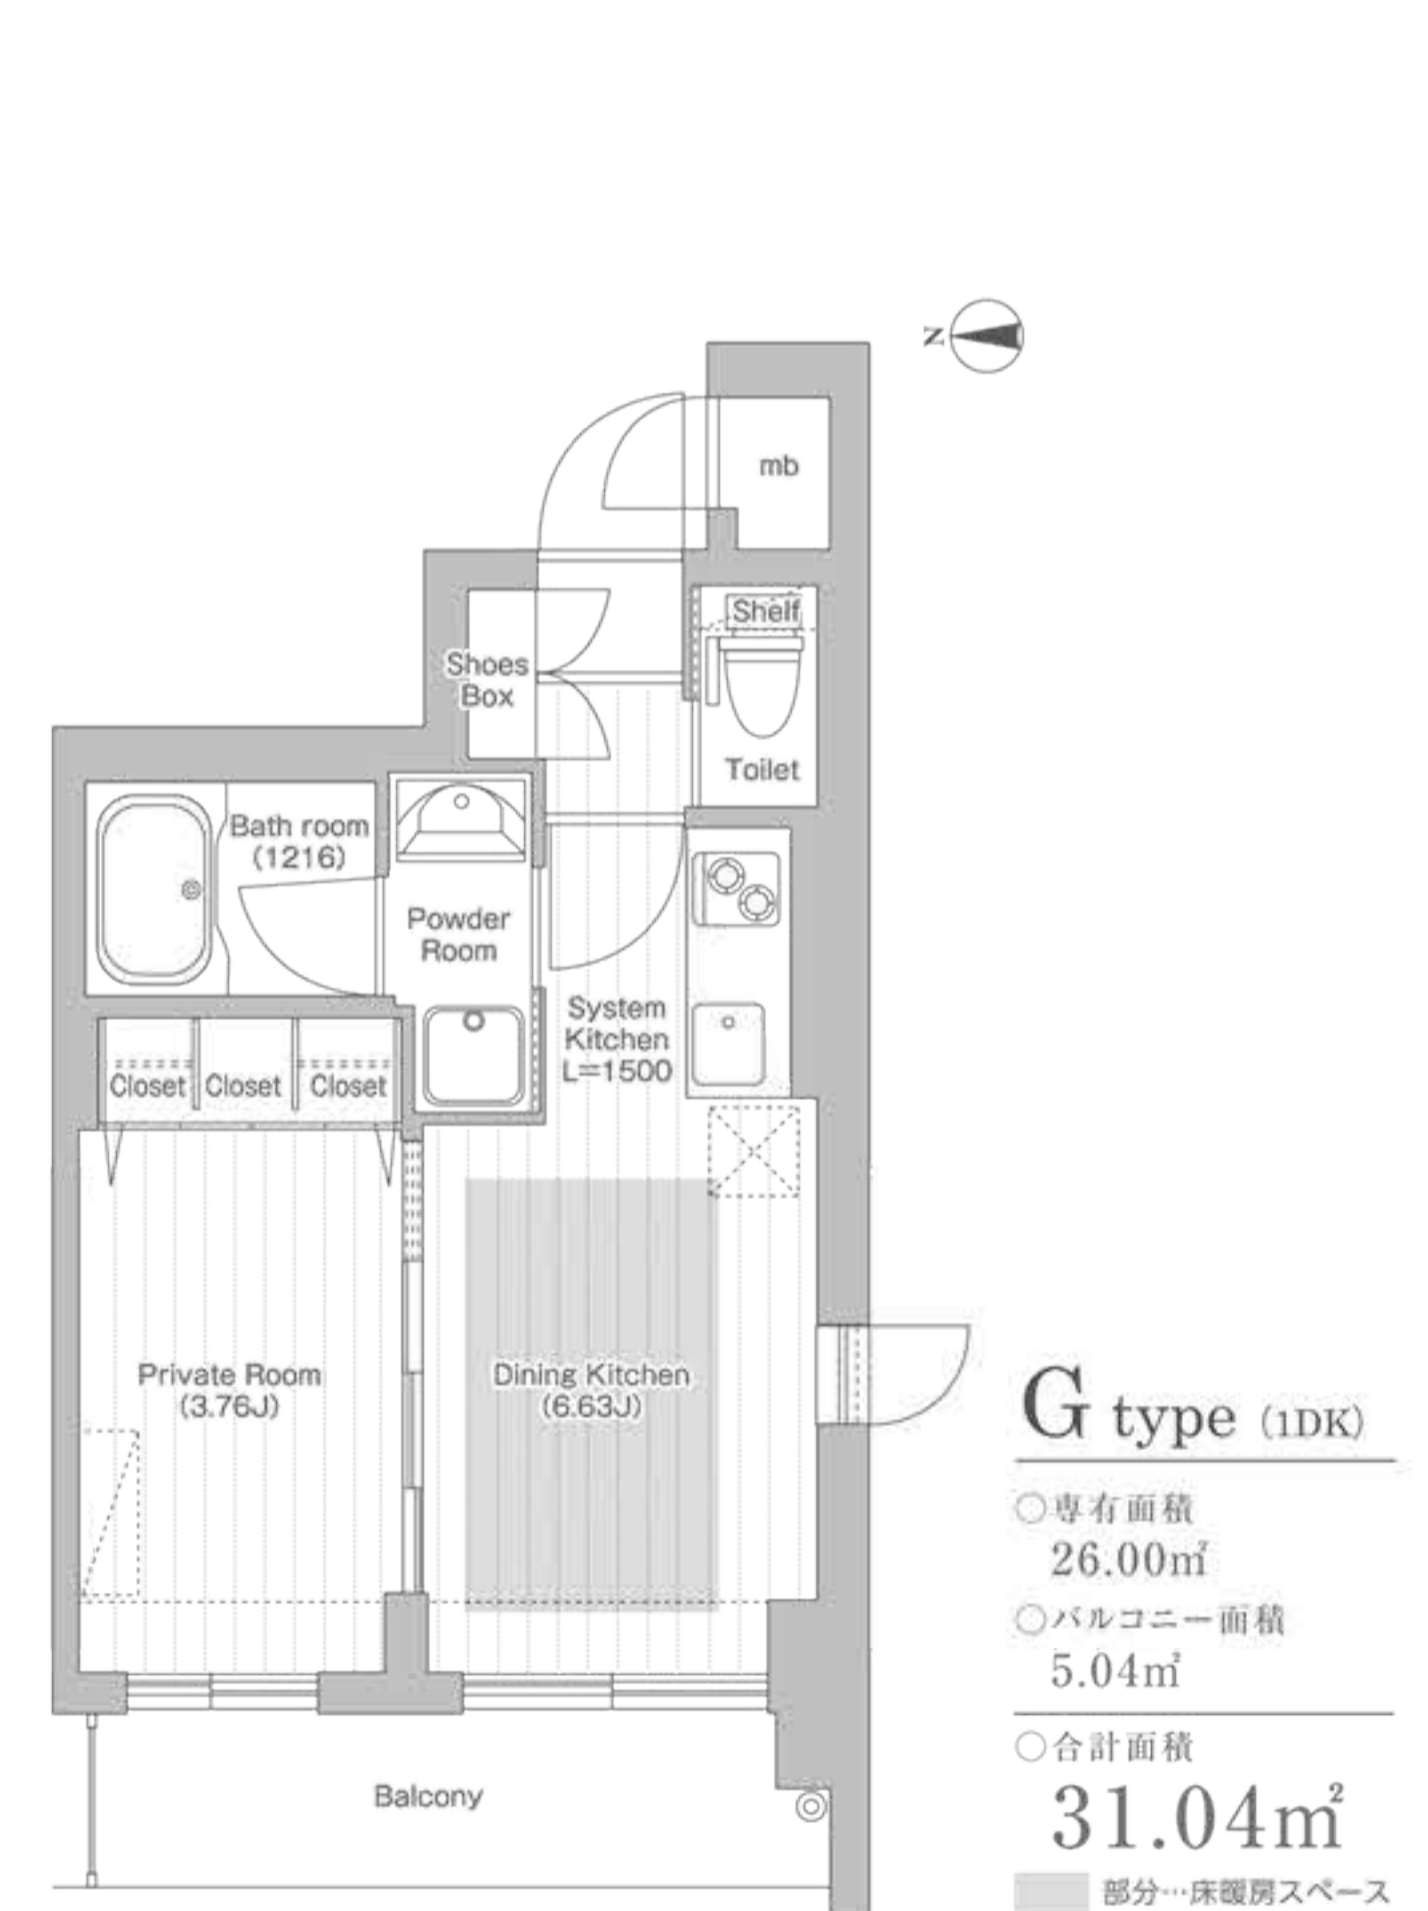 N
mb
Shelf
Shoes
Box
Toilet
Bath room
(1216)
Powder
Room
System
Kitchen
L=1500
Closet Closet Closet
Private Room
(3.76J)
Dining Kitchen
(6.63J)
Balcony
G type (1DK)
○専有面積
26.00㎡
○バルコニー面積
5.04㎡
○合計面積
31.04㎡
部分…床暖房スペース